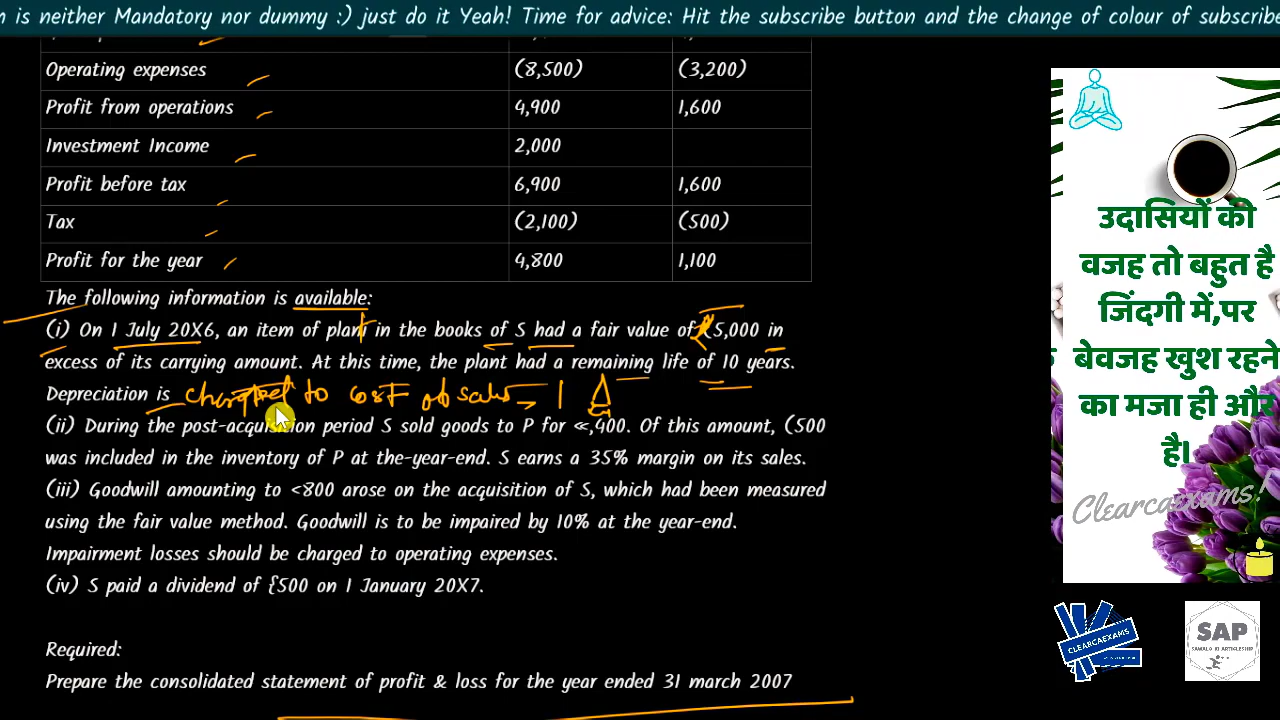 n is neither Mandatory nor dummy :) just do it Yeah! Time for advice: Hit the subscribe button and the change of colour of subscribe
Operating expenses (8,500) (3,200)
Profit from operations 4,900 1,600
Investment Income 2,000
Profit before tax 6,900 1,600
Tax (2,100) (500)
Profit for the year 4,800 1,100
The following information is available:
(i) On 1 July 20X6, an item of plant in the books of S had a fair value of 5,000 in
excess of its carrying amount. At this time, the plant had a remaining life of 10 years.
Depreciation is charged to cost of sales
(ii) During the post-acquisition period S sold goods to P for «,400. Of this amount, (500
was included in the inventory of P at the-year-end. S earns a 35% margin on its sales.
(iii) Goodwill amounting to <800 arose on the acquisition of S, which had been measured
using the fair value method. Goodwill is to be impaired by 10% at the year-end.
Impairment losses should be charged to operating expenses.
(iv) S paid a dividend of {500 on 1 January 20X7.
Required:
Prepare the consolidated statement of profit & loss for the year ended 31 march 2007
उदासियों की
वजह तो बहुत है
जिंदगी में,पर
बेवजह खुश रहने
का मजा ही और
है।
Clearcaexams!
CLEARCAEXAMS
SAP
SAWALO KI ARTICLESHIP